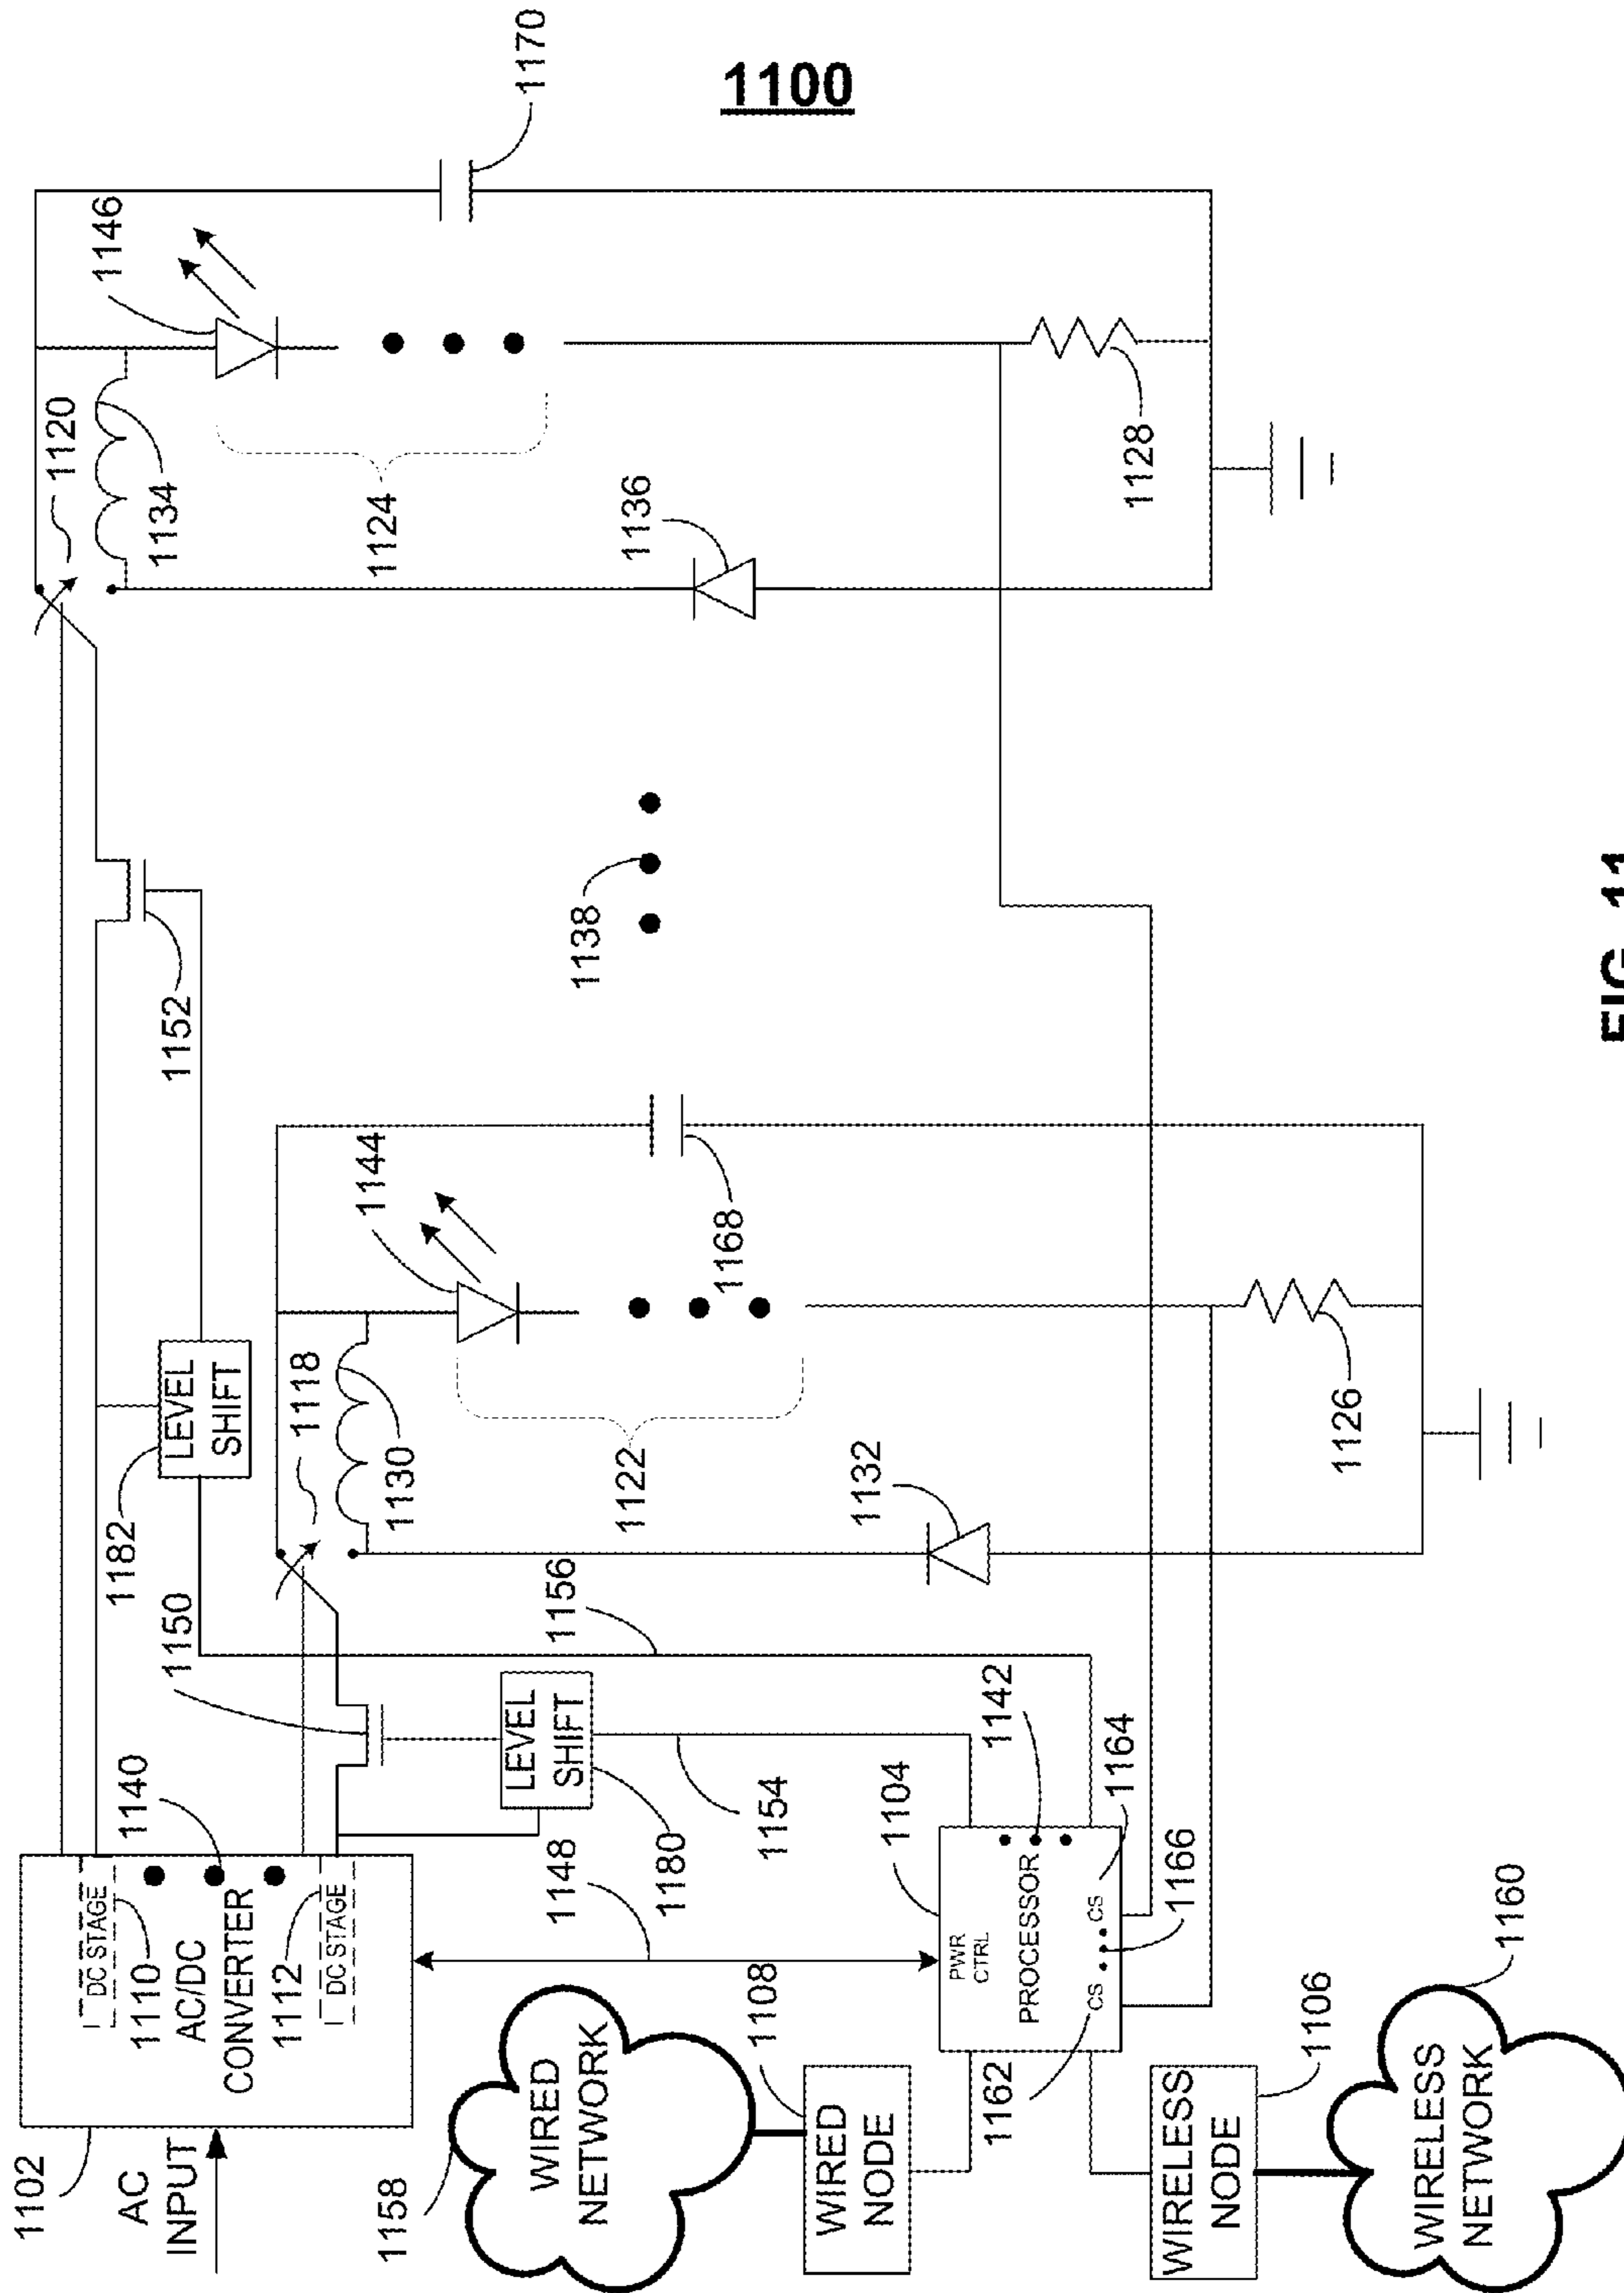 1100
1102
AC
INPUT
DC STAGE
1110
AC/DC
CONVERTER
1112
DC STAGE
1140
1150
1182
LEVEL
SHIFT
1152
1120
1134
1146
1170
1124
1136
1128
1138
1118
1130
1144
1168
1122
1132
1126
1156
LEVEL
SHIFT
1180
1154
1148
1158
WIRED
NETWORK
1108
WIRED
NODE
1104
PWR
CTRL
PROCESSOR
1142
CS
CS
1164
1166
1162
WIRELESS
NODE
1106
WIRELESS
NETWORK
1160
FIG. 11